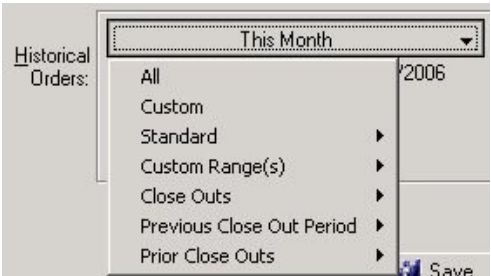 This Month
Historical
Orders:
/2006
All
Custom
Standard
Custom Range(s)
Close Outs
Previous Close Out Period
Prior Close Outs
Save